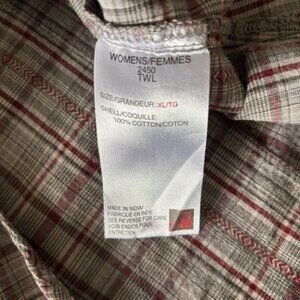 WOMENS/FEMMES
2450
TWL
SIZE/GRANDEUR: XL/TG
SHELL/COQUILLE:
100% COTTON/COTON
MADE IN INDIA/
FABRIQUÉ EN INDE
SEE REVERSE FOR CARE
VOIR ENDOS POUR
ENTRETIEN